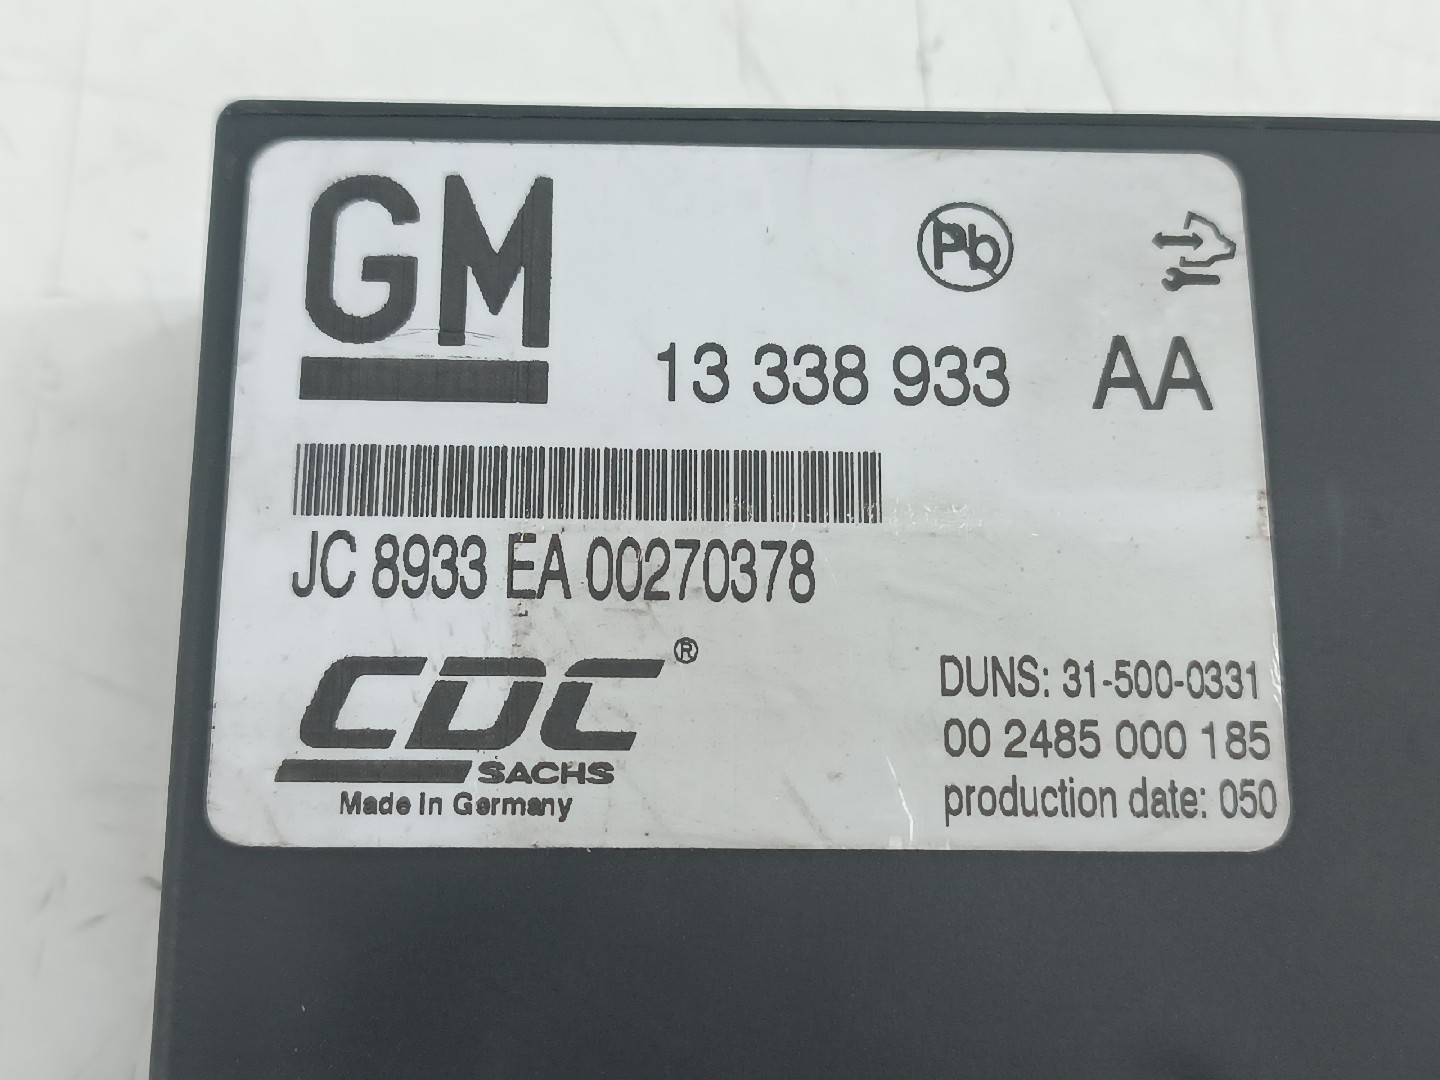 GM
Pb
13 338 933 AA
JC 8933 EA 00270378
CDC®
SACHS
Made in Germany
DUNS: 31-500-0331
00 2485 000 185
production date: 050